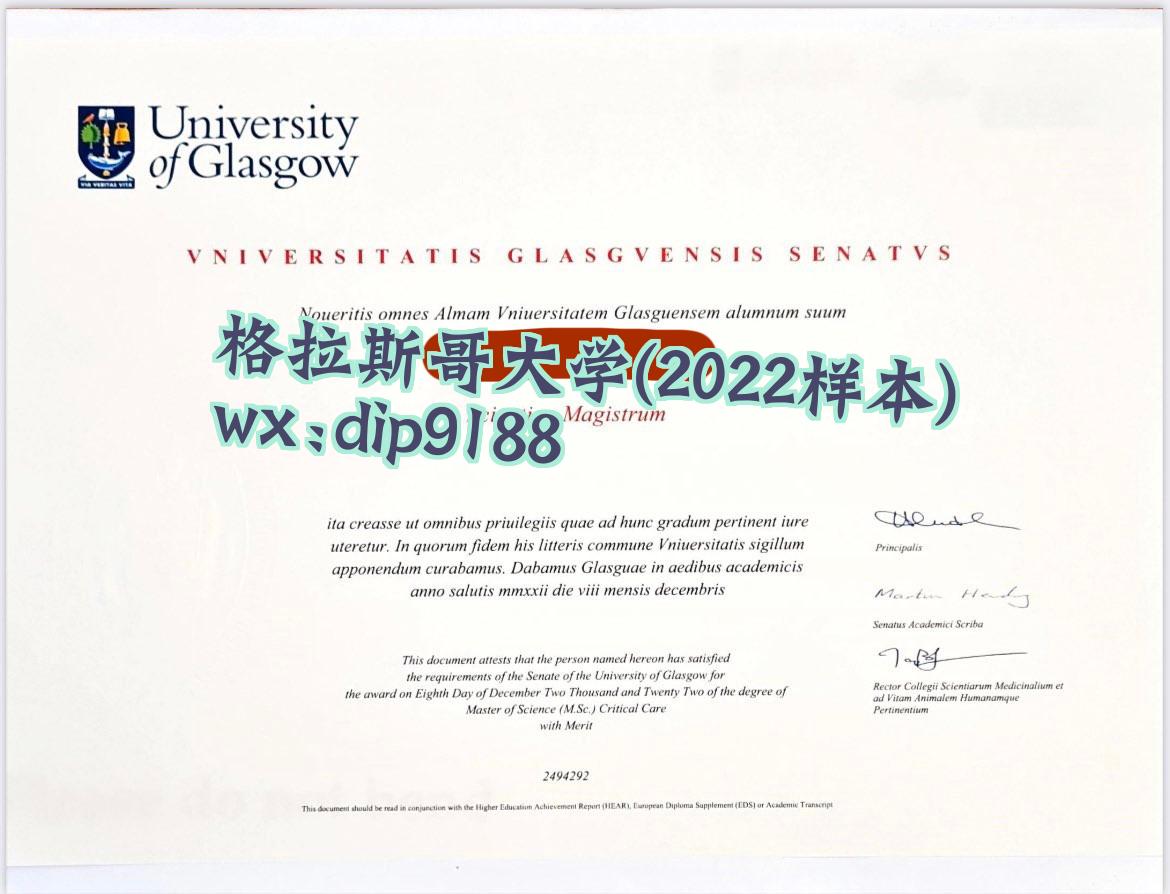 University
of Glasgow
VIA VERITAS VITA
VNIVERSITATIS GLASGVENSIS SENATVS
Noueritis omnes Almam Vniuersitatem Glasguensem alumnum suum
格拉斯哥大学(2022样本)
Magistrum
wx:dip9188
ita creasse ut omnibus priuilegiis quae ad hunc gradum pertinent iure
uteretur. In quorum fidem his litteris commune Vniuersitatis sigillum
apponendum curabamus. Dabamus Glasguae in aedibus academicis
anno salutis mmxxii die viii mensis decembris
Principalis
Martin Hendry
Senatus Academici Scriba
Rector Collegii Scientiarum Medicinalium et
ad Vitam Animalem Humanamque
Pertinentium
This document attests that the person named hereon has satisfied
the requirements of the Senate of the University of Glasgow for
the award on Eighth Day of December Two Thousand and Twenty Two of the degree of
Master of Science (M.Sc.) Critical Care
with Merit
2494292
This document should be read in conjunction with the Higher Education Achievement Report (HEAR), European Diploma Supplement (EDS) or Academic Transcript